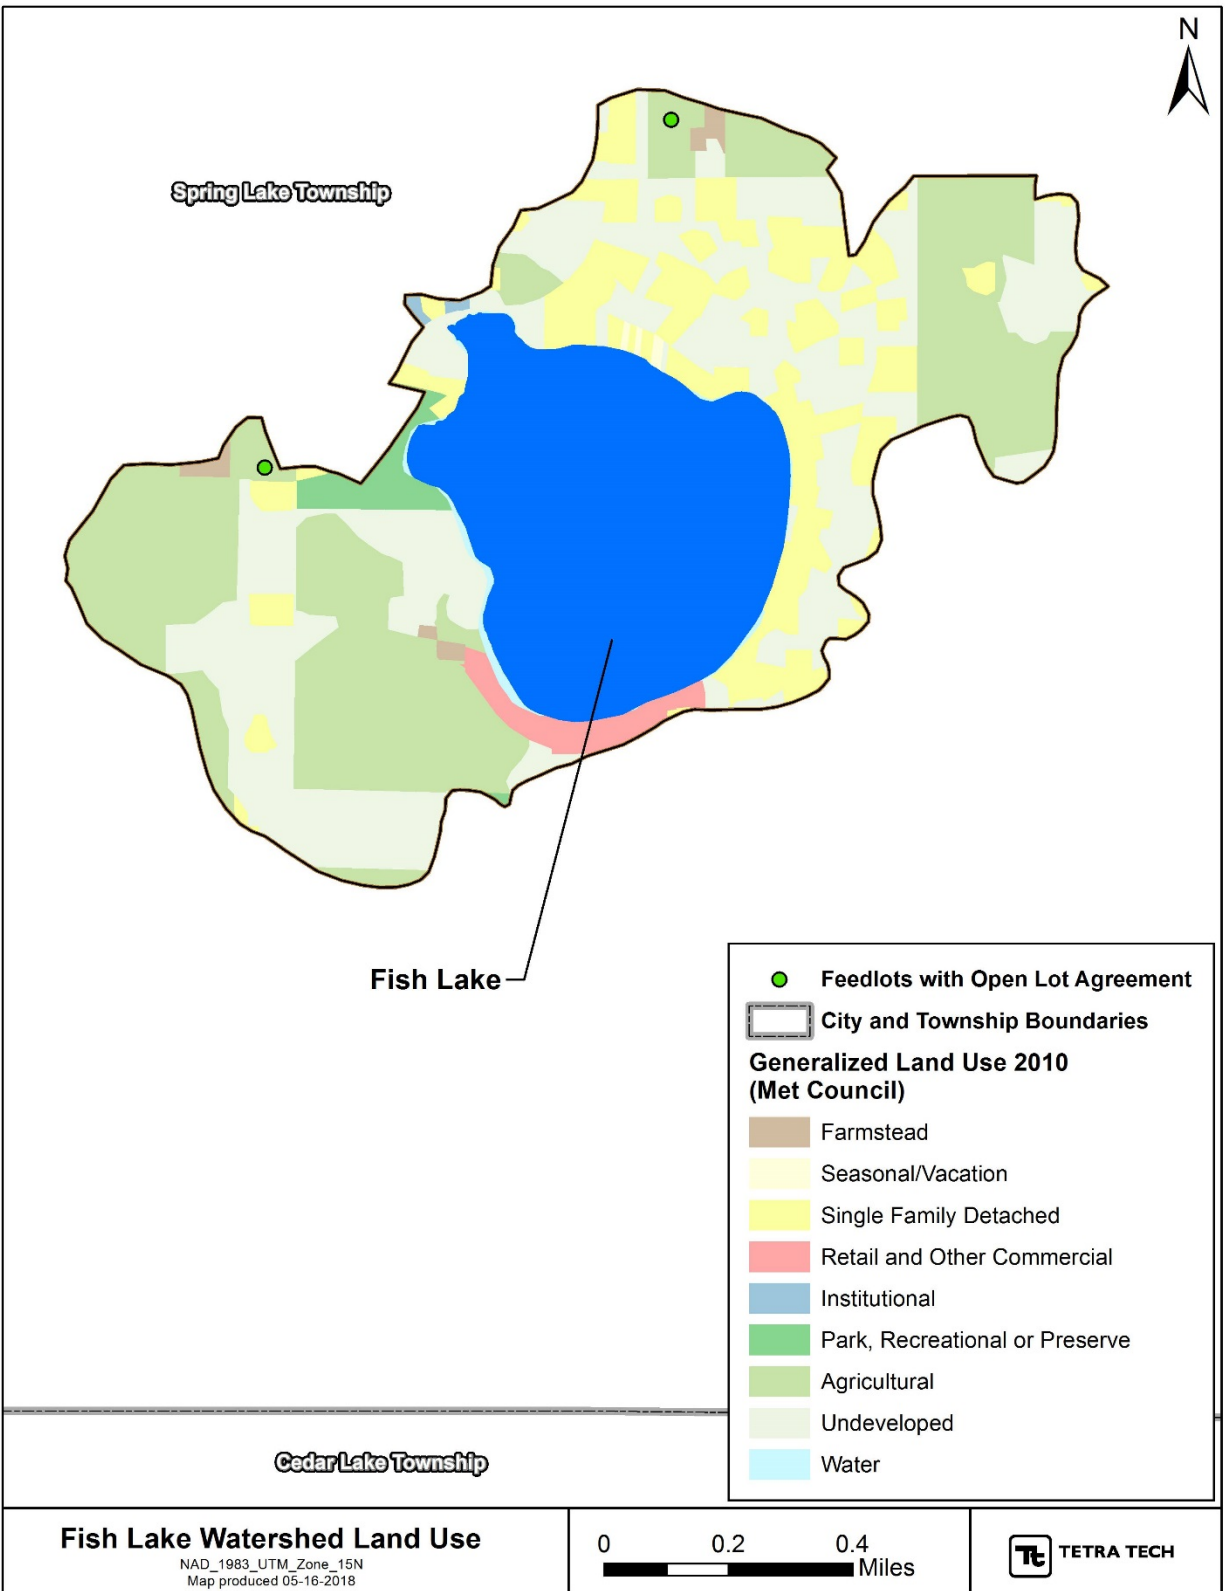 N
Spring Lake Township
Fish Lake
Feedlots with Open Lot Agreement
City and Township Boundaries
Generalized Land Use 2010
(Met Council)
Farmstead
Seasonal/Vacation
Single Family Detached
Retail and Other Commercial
Institutional
Park, Recreational or Preserve
Agricultural
Undeveloped
Water
Cedar Lake Township
Fish Lake Watershed Land Use
NAD_1983_UTM_Zone_15N
Map produced 05-16-2018
0 0.2 0.4
Miles
Tt TETRA TECH